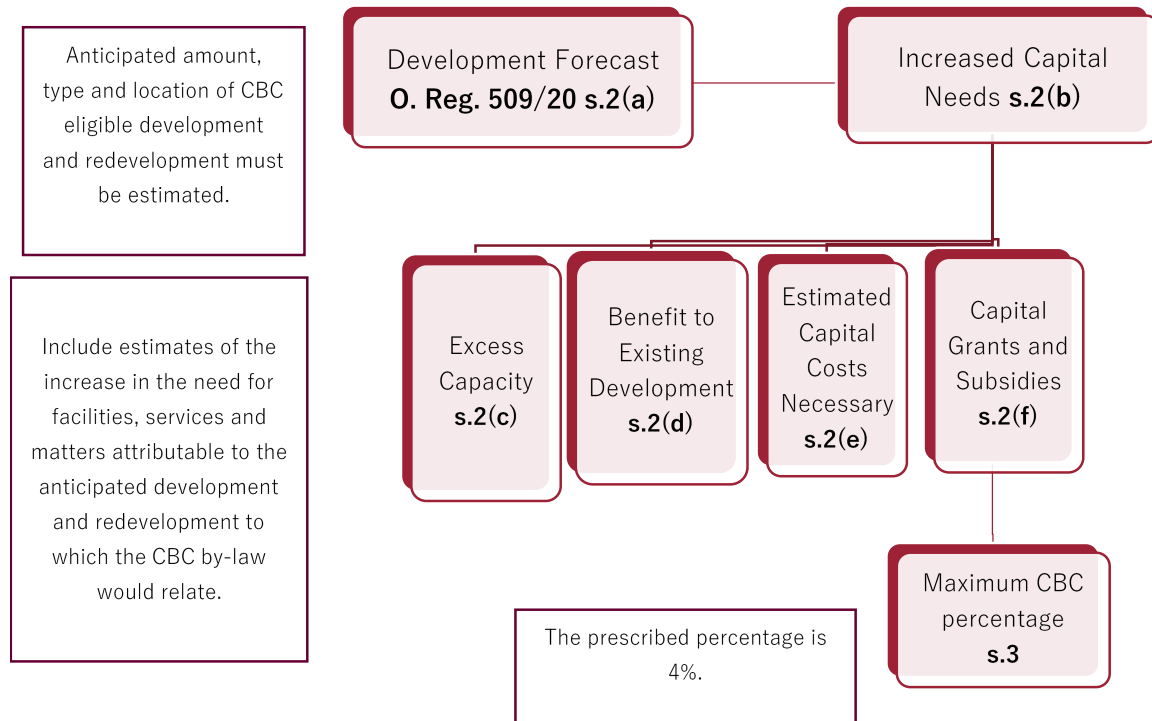 Anticipated amount,
type and location of CBC
eligible development
and redevelopment must
be estimated.
Development Forecast
O. Reg. 509/20 s.2(a)
Increased Capital
Needs s.2(b)
Include estimates of the
increase in the need for
facilities, services and
matters attributable to the
anticipated development
and redevelopment to
which the CBC by-law
would relate.
Excess
Capacity
s.2(c)
Benefit to
Existing
Development
s.2(d)
Estimated
Capital
Costs
Necessary
s.2(e)
Capital
Grants and
Subsidies
s.2(f)
Maximum CBC
percentage
s.3
The prescribed percentage is
4%.